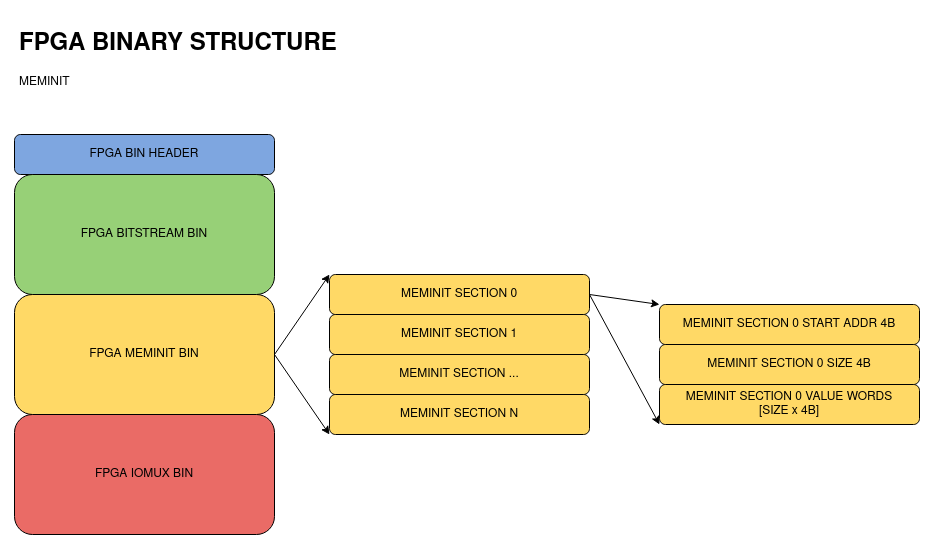 FPGA BINARY STRUCTURE
MEMINIT
FPGA BIN HEADER
FPGA BITSTREAM BIN
FPGA MEMINIT BIN
FPGA IOMUX BIN
MEMINIT SECTION 0
MEMINIT SECTION 1
MEMINIT SECTION ...
MEMINIT SECTION N
MEMINIT SECTION 0 START ADDR 4B
MEMINIT SECTION 0 SIZE 4B
MEMINIT SECTION 0 VALUE WORDS
[SIZE x 4B]